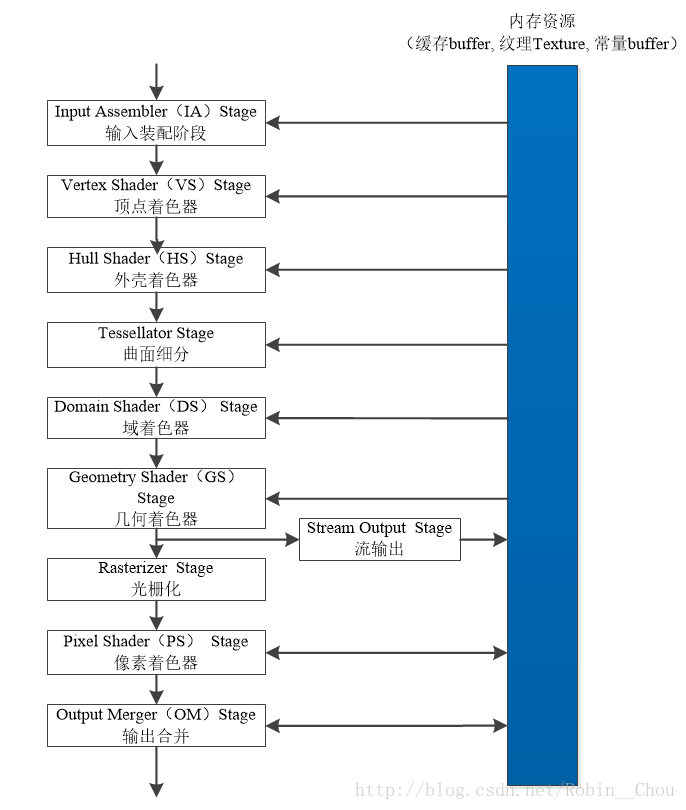 内存资源
（缓存buffer, 纹理Texture, 常量buffer）
Input Assembler（IA）Stage
输入装配阶段
Vertex Shader（VS）Stage
顶点着色器
Hull Shader（HS）Stage
外壳着色器
Tessellator Stage
曲面细分
Domain Shader（DS） Stage
域着色器
Geometry Shader（GS）
Stage
几何着色器
Stream Output  Stage
流输出
Rasterizer  Stage
光栅化
Pixel Shader（PS）  Stage
像素着色器
Output Merger（OM）Stage
输出合并
http://blog.csdn.net/Robin__Chou